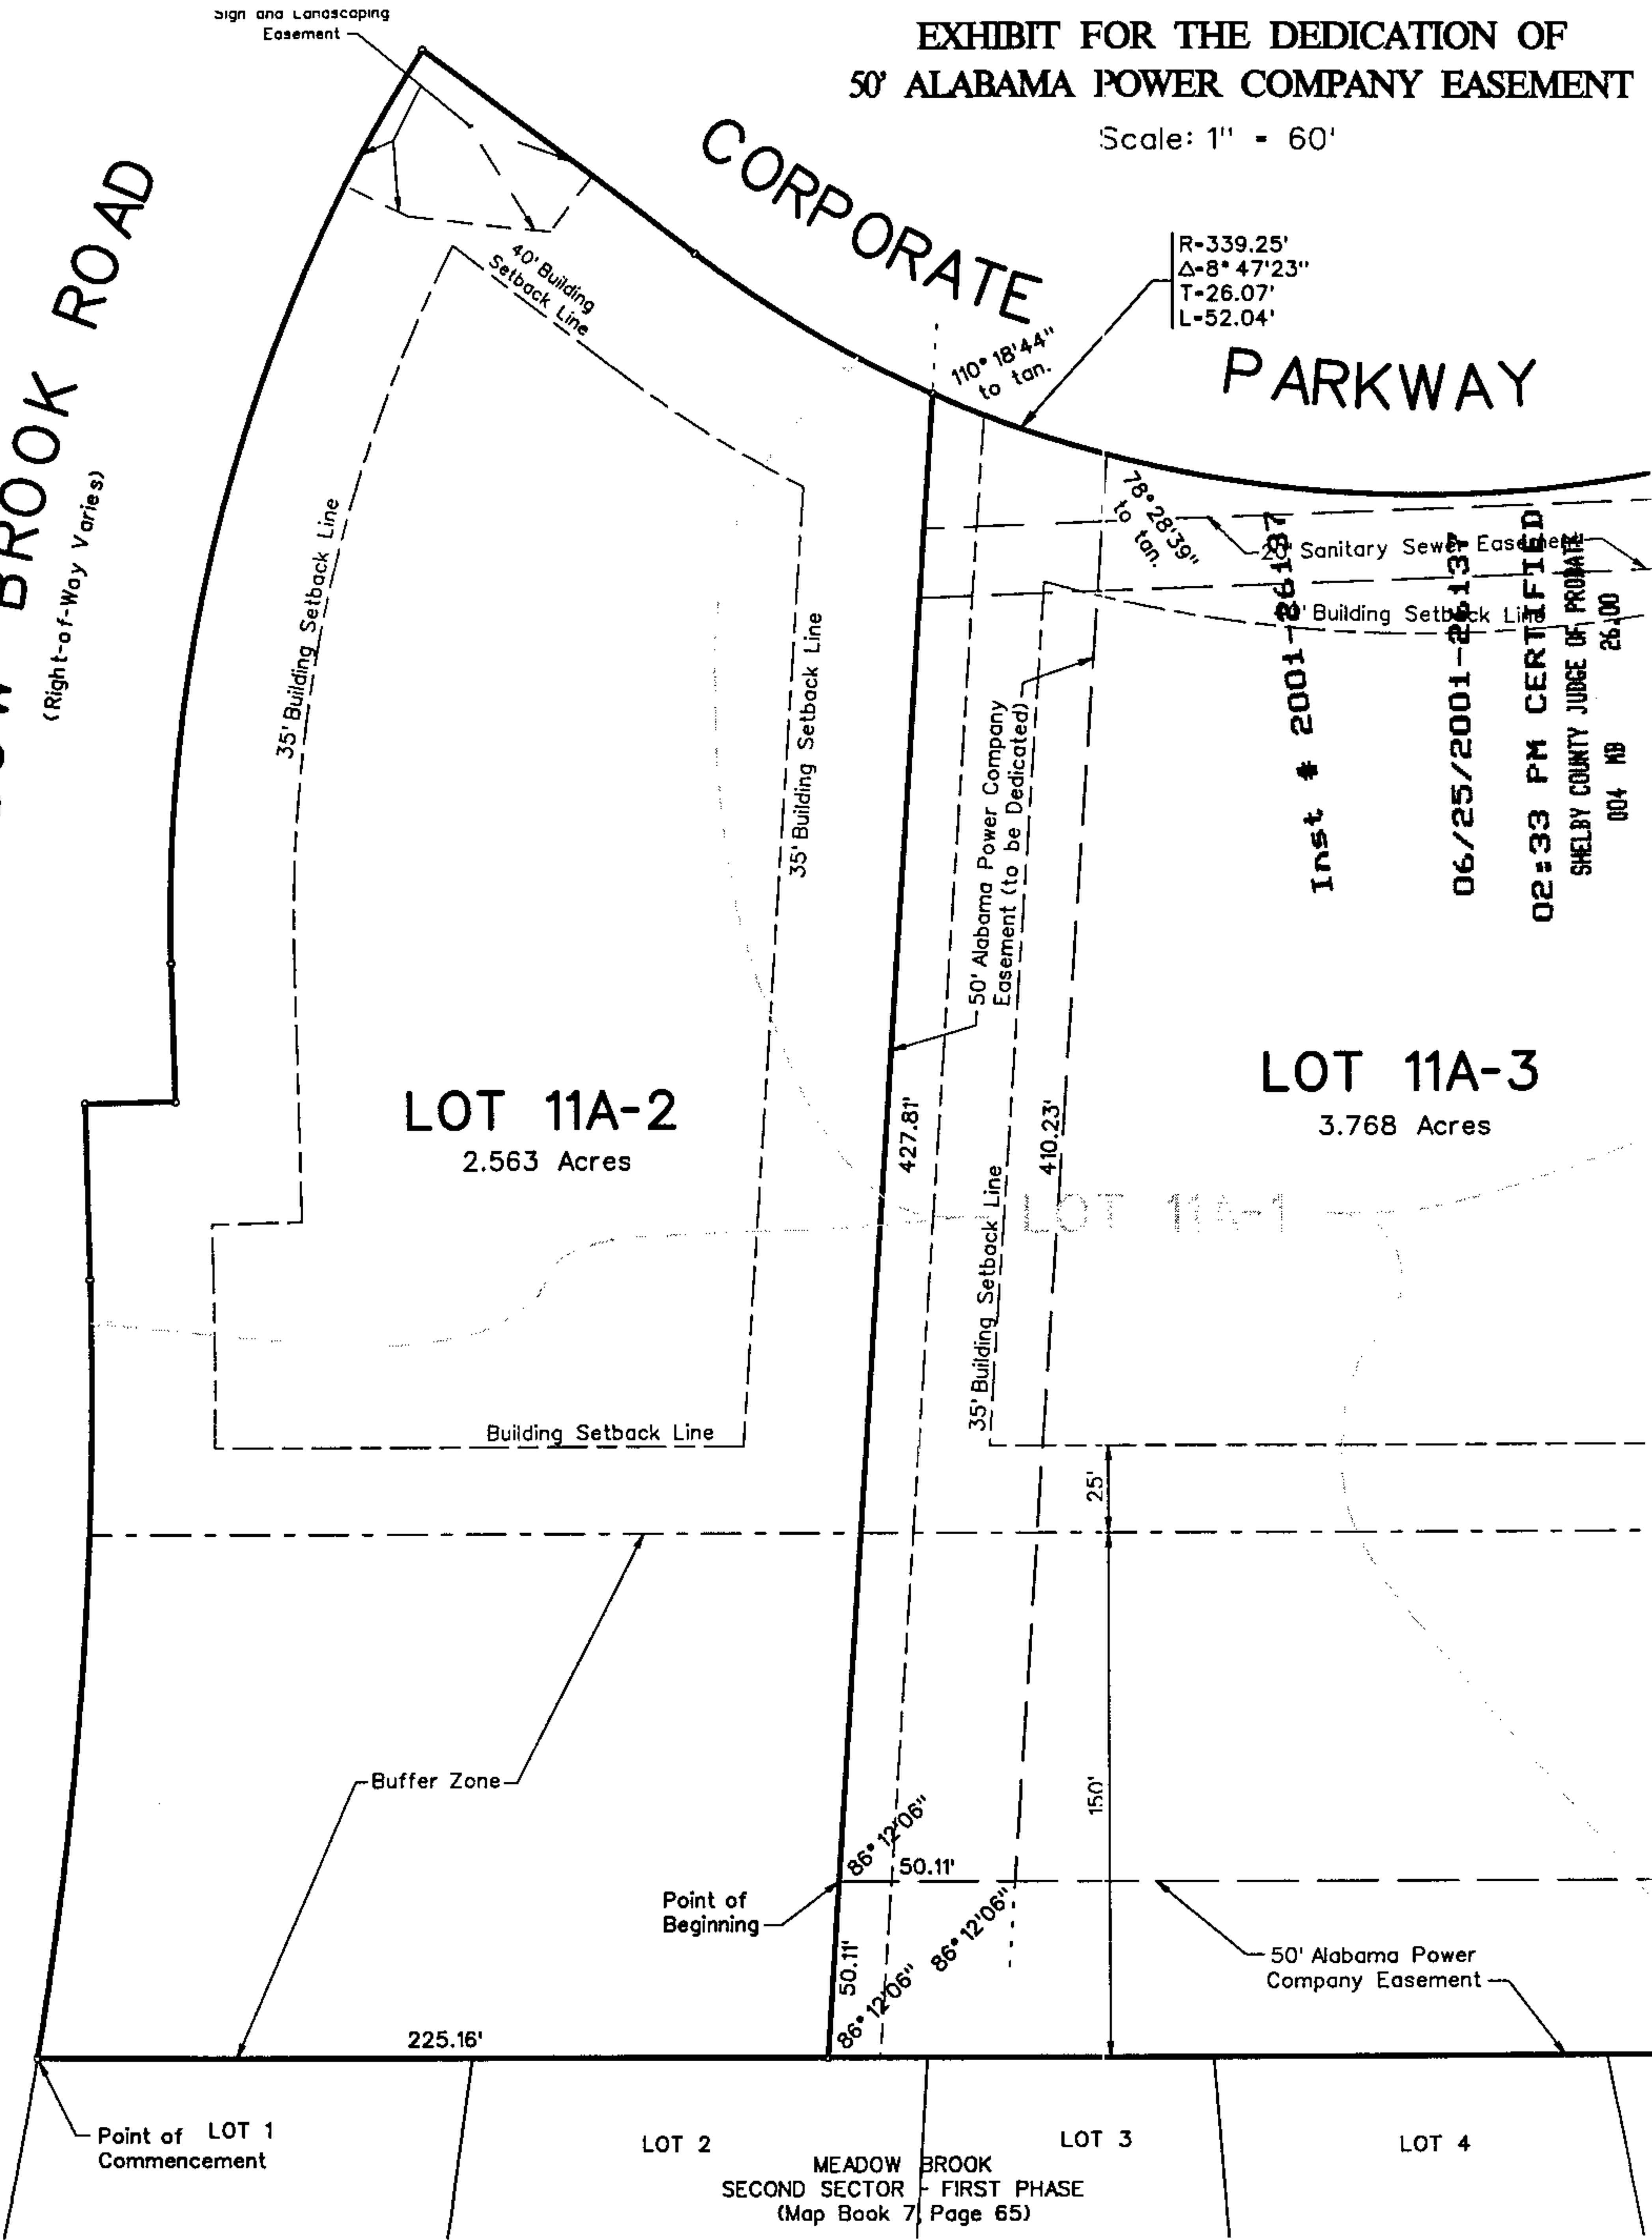 Sign and Landscaping
Easement
EXHIBIT FOR THE DEDICATION OF
50' ALABAMA POWER COMPANY EASEMENT
Scale: 1" = 60'
BROOK ROAD
(Right-of-Way Varies)
CORPORATE
PARKWAY
R=339.25'
Δ=8°47'23"
T=26.07'
L=52.04'
40' Building
Setback Line
110°18'44"
to tan.
78°28'39"
to tan.
20' Sanitary Sewer Easement
Building Setback Line
35' Building Setback Line
35' Building Setback Line
50' Alabama Power Company
Easement (to be Dedicated)
Inst # 2001-26137
06/25/2001-26137
02:33 PM CERTIFIED
SHELBY COUNTY JUDGE OF PROBATE
004 MB 26.00
LOT 11A-2
2.563 Acres
427.81'
410.23'
LOT 11A-3
3.768 Acres
LOT 11A-1
35' Building Setback Line
Building Setback Line
25'
150'
Buffer Zone
86°12'06"
50.11'
Point of
Beginning
50.11'
86°12'06"
86°12'06"
50' Alabama Power
Company Easement
225.16'
Point of
Commencement
LOT 1
LOT 2
LOT 3
LOT 4
MEADOW BROOK
SECOND SECTOR - FIRST PHASE
(Map Book 7, Page 65)